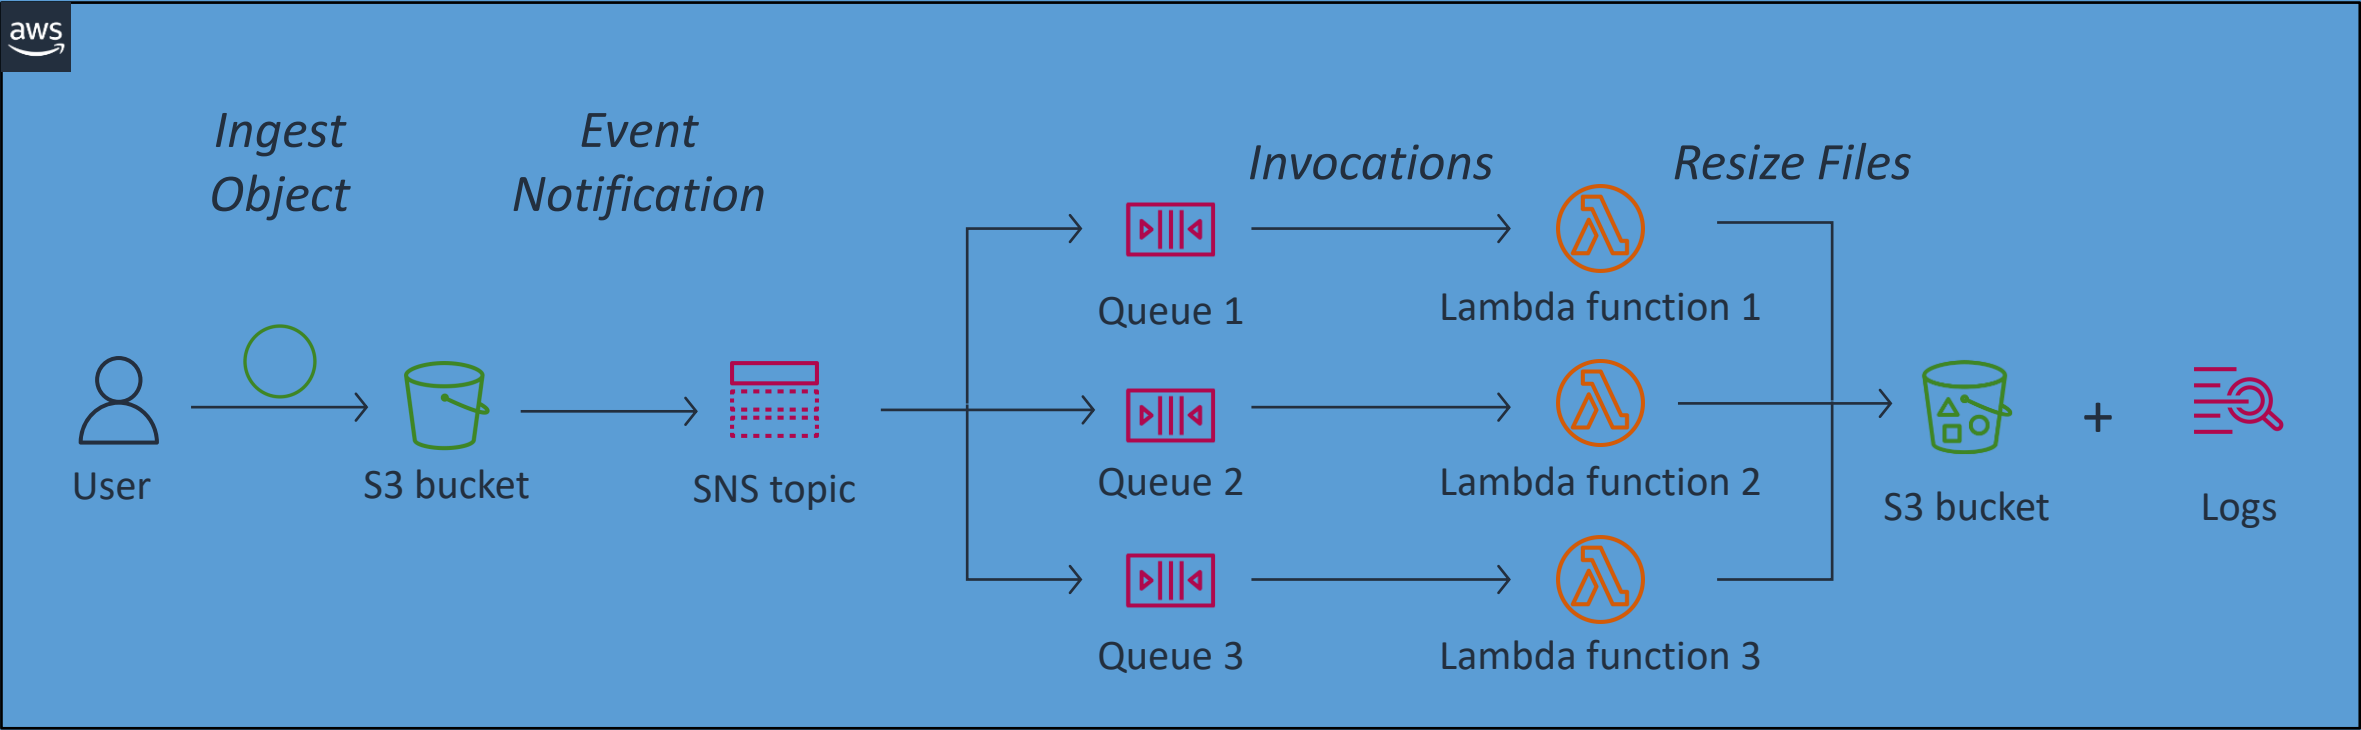 aws
Ingest
Object
Event
Notification
Invocations
Resize Files
User
S3 bucket
SNS topic
Queue 1
Lambda function 1
Queue 2
Lambda function 2
Queue 3
Lambda function 3
S3 bucket
+
Logs